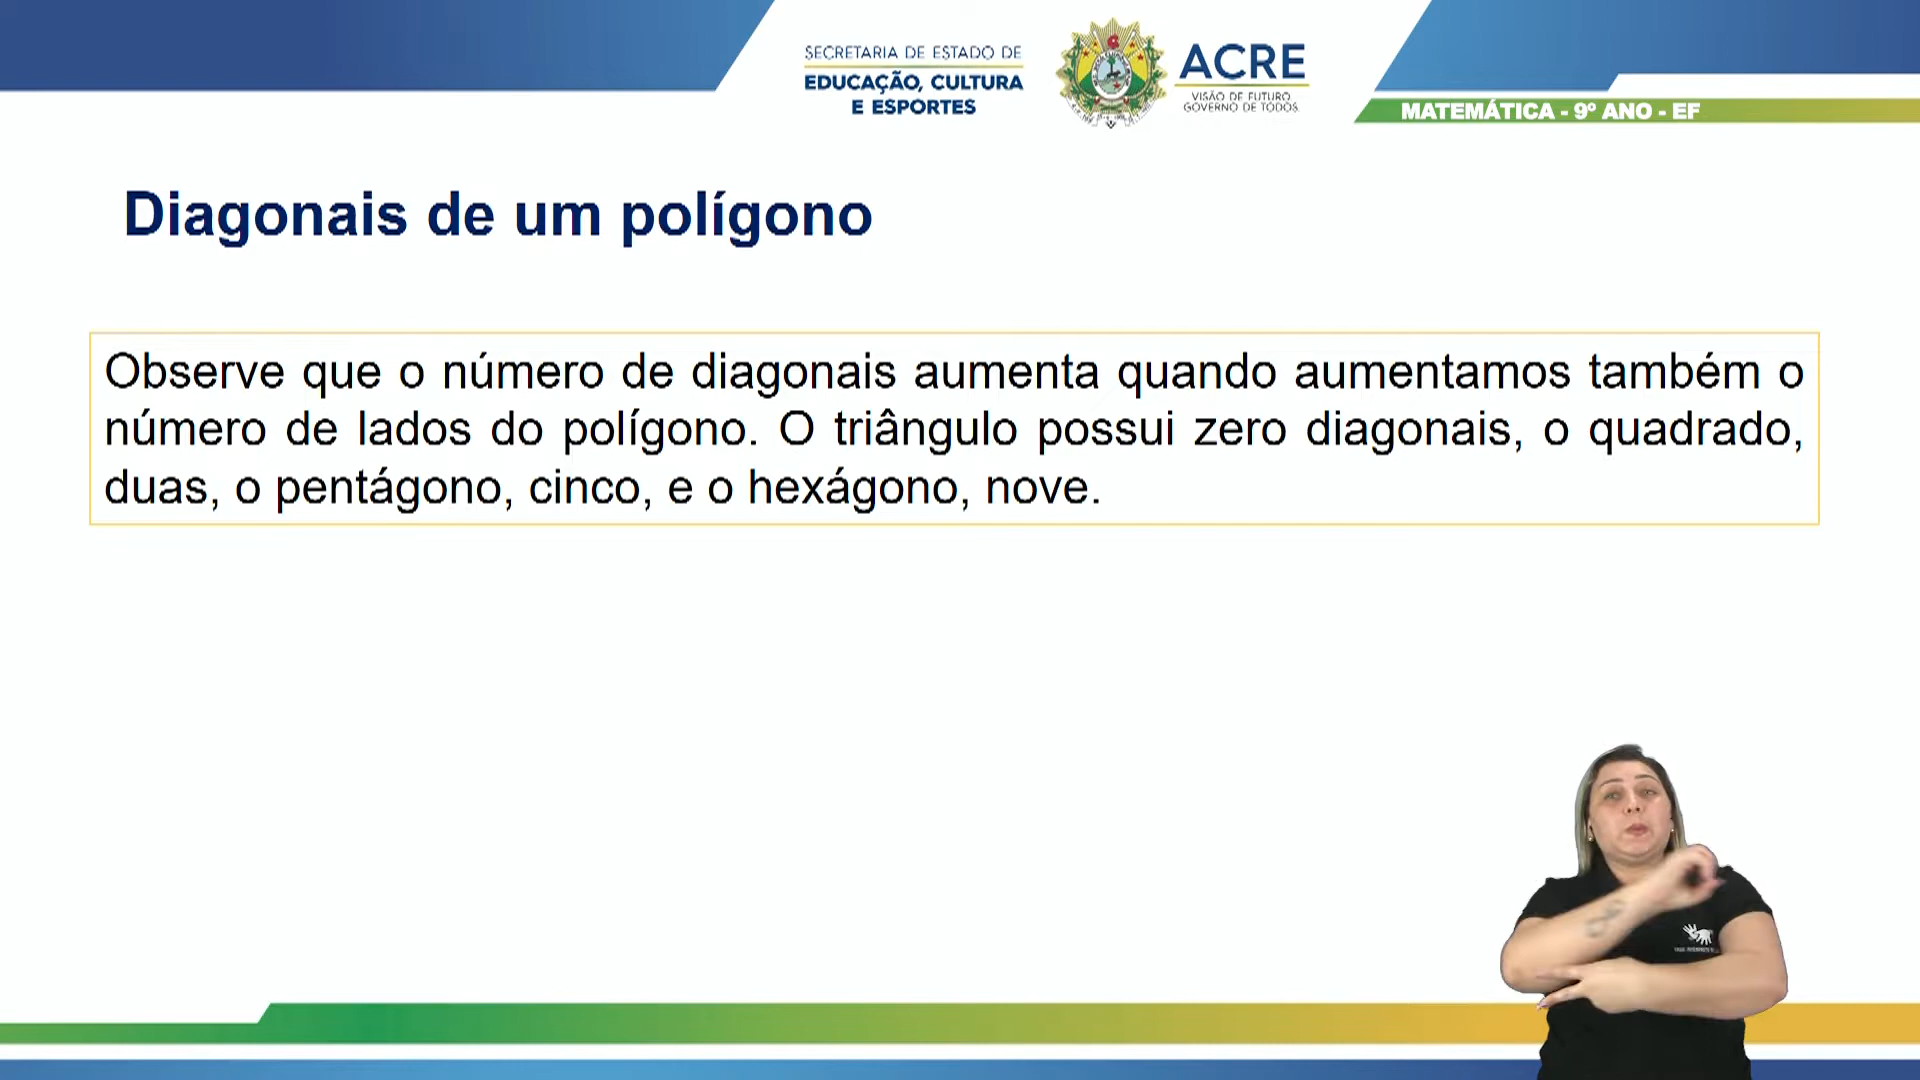 SECRETARIA DE ESTADO DE
EDUCAÇÃO, CULTURA
E ESPORTES
ACRE
VISÃO DE FUTURO
GOVERNO DE TODOS
MATEMÁTICA - 9º ANO - EF
Diagonais de um polígono
Observe que o número de diagonais aumenta quando aumentamos também o
número de lados do polígono. O triângulo possui zero diagonais, o quadrado,
duas, o pentágono, cinco, e o hexágono, nove.